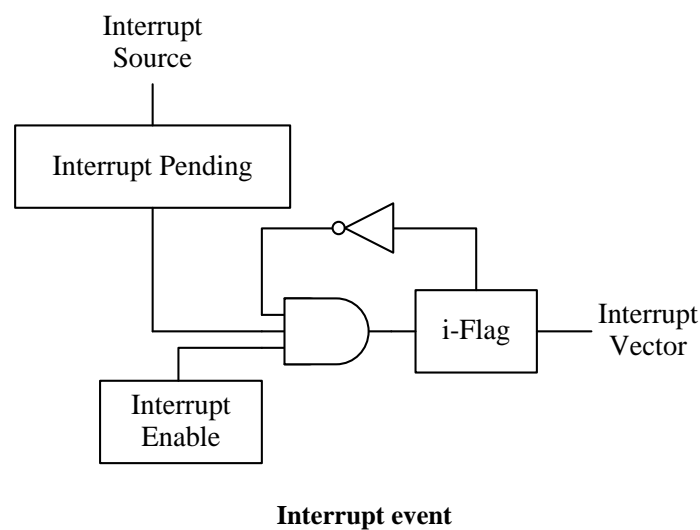 Interrupt
Source
Interrupt Pending
i-Flag
Interrupt
Vector
Interrupt
Enable
Interrupt event